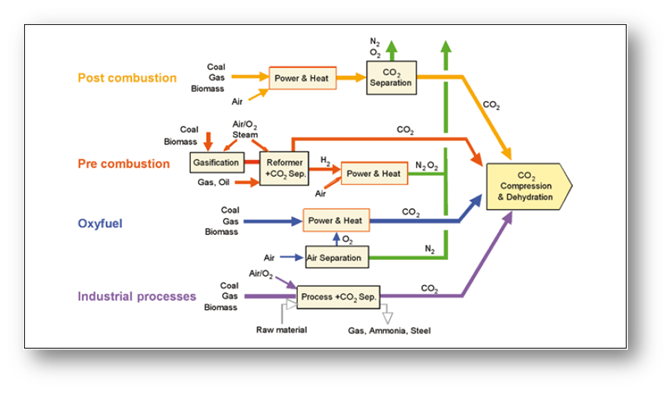 N2
O2
Coal
Gas
Biomass
Post combustion
Power & Heat
CO2
Separation
Air
CO2
Air/O2
Steam
Coal
Biomass
CO2
Pre combustion
Gasification
Reformer
+CO2 Sep.
H2
Power & Heat
N2 O2
Gas, Oil
Air
CO2
Compression
& Dehydration
Coal
Gas
Biomass
Oxyfuel
Power & Heat
CO2
O2
Air
Air Separation
N2
Air/O2
Coal
Gas
Biomass
Industrial processes
Process +CO2 Sep.
CO2
Raw material
Gas, Ammonia, Steel